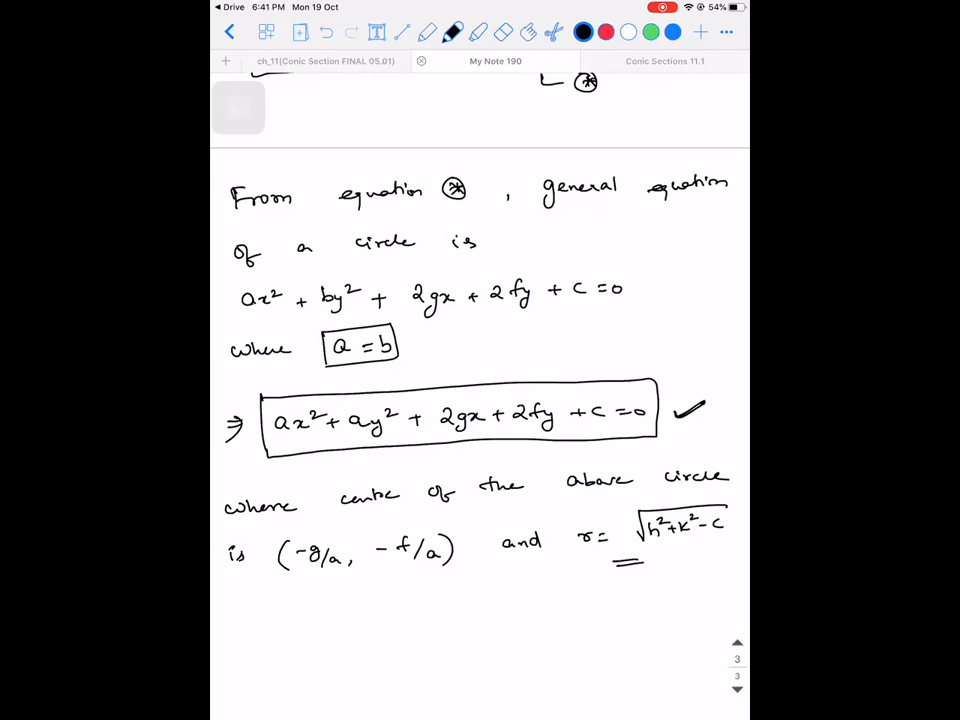 Drive 6:41 PM Mon 19 Oct 54%
ch_11(Conic Section FINAL 05.01) My Note 190 Conic Sections 11.1
From equation ⊛, general equation
of a circle is
ax² + by² + 2gx + 2fy + c = 0
where a = b
⇒ ax² + ay² + 2gx + 2fy + c = 0 ✓
where centre of the above circle
is (-g/a, -f/a) and r = √h²+k²-c
3
3